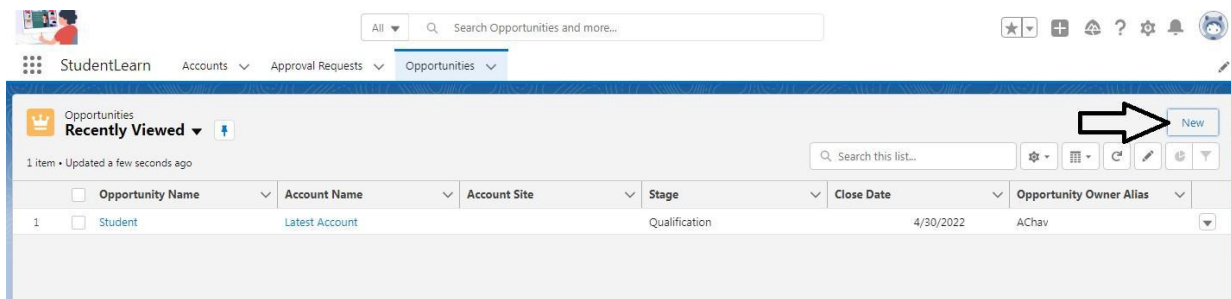 All Search Opportunities and more...
StudentLearn Accounts Approval Requests Opportunities
Opportunities
Recently Viewed
New
1 item • Updated a few seconds ago
Search this list...
Opportunity Name Account Name Account Site Stage Close Date Opportunity Owner Alias
1 Student Latest Account Qualification 4/30/2022 AChav